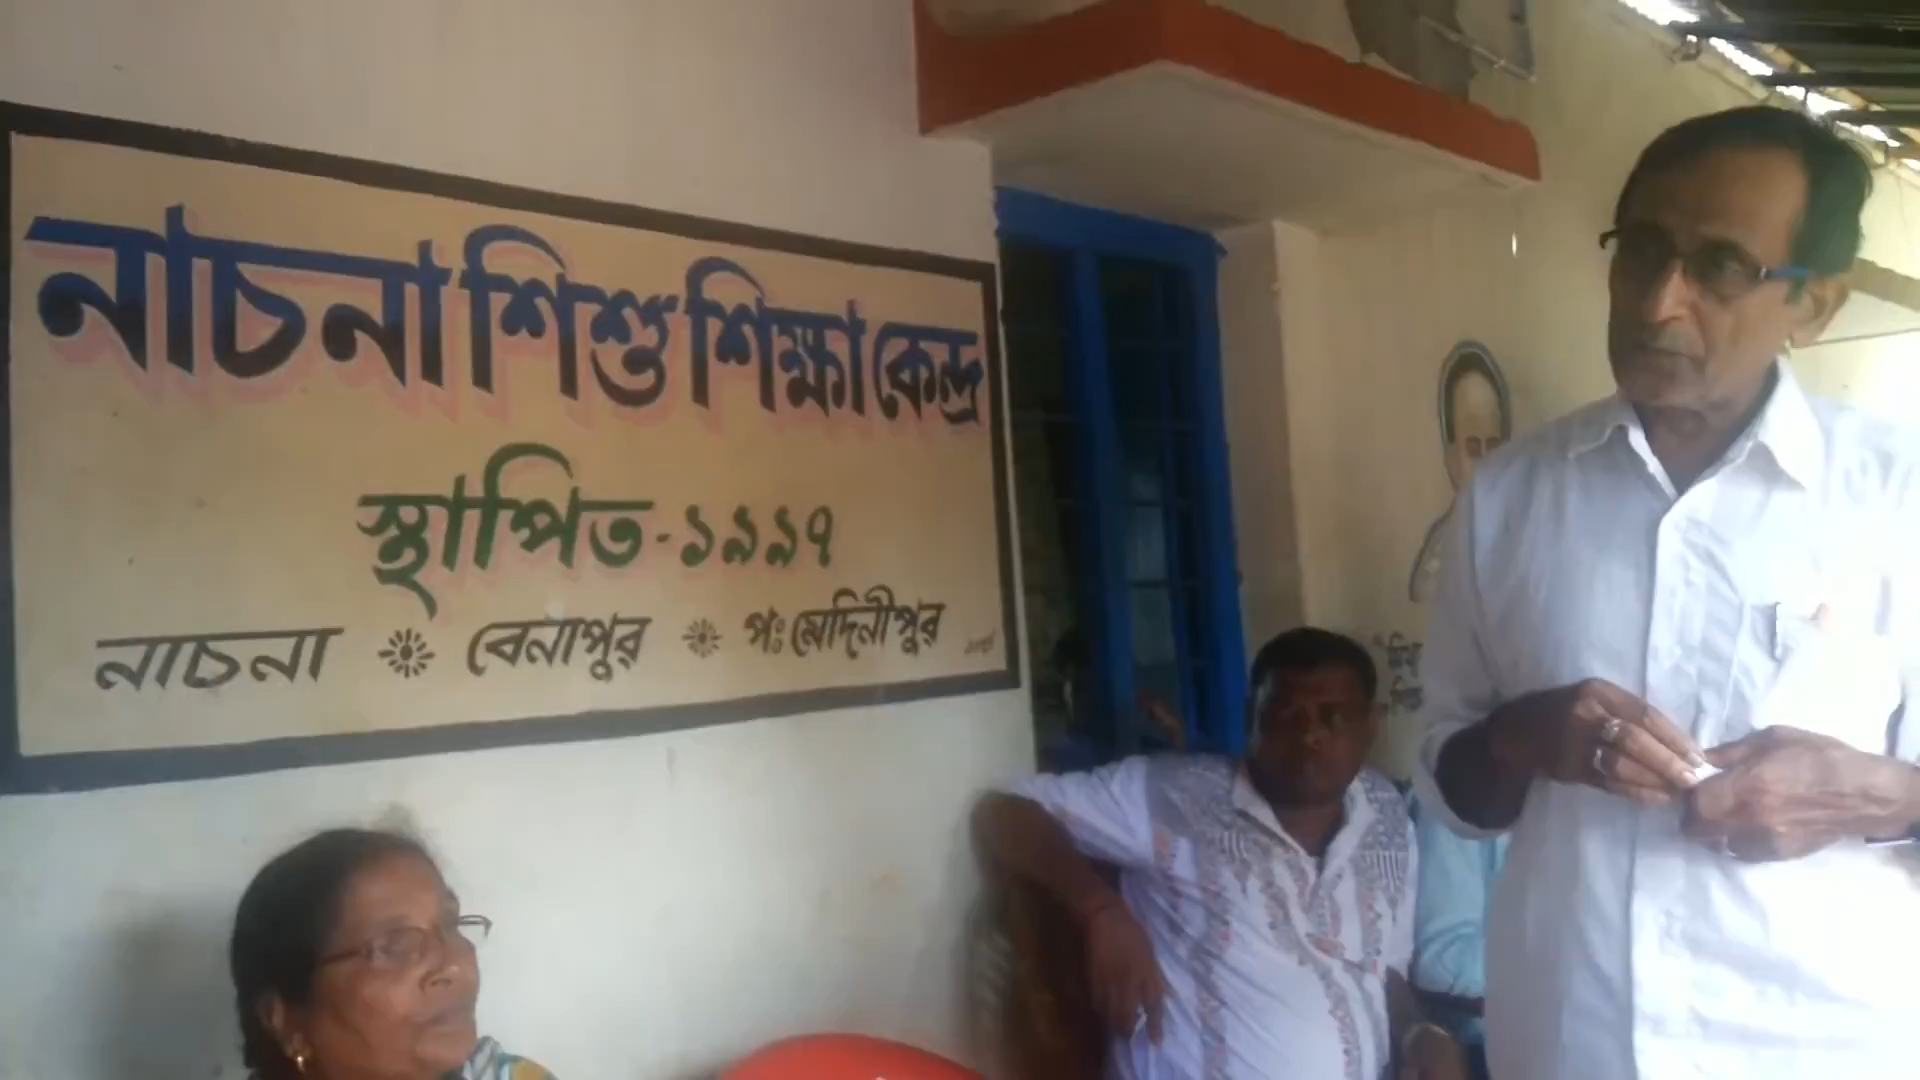 নাচনা শিশু শিক্ষা কেন্দ্র
স্থাপিত - ১৯৯৭
নাচনা ❋ বেনাপুর ❋ পঃ মেদিনীপুর